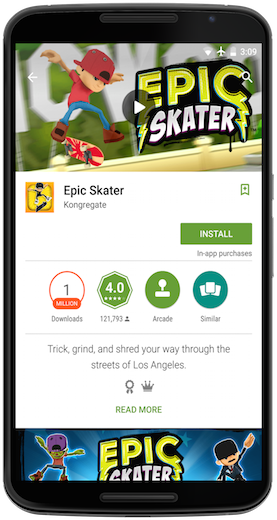 3:09
EPIC
SKATER
Epic Skater
Kongregate
INSTALL
In-app purchases
1
MILLION
4.0
Downloads
121,793
Arcade
Similar
Trick, grind, and shred your way through the
streets of Los Angeles.
READ MORE
EPIC
SKATER